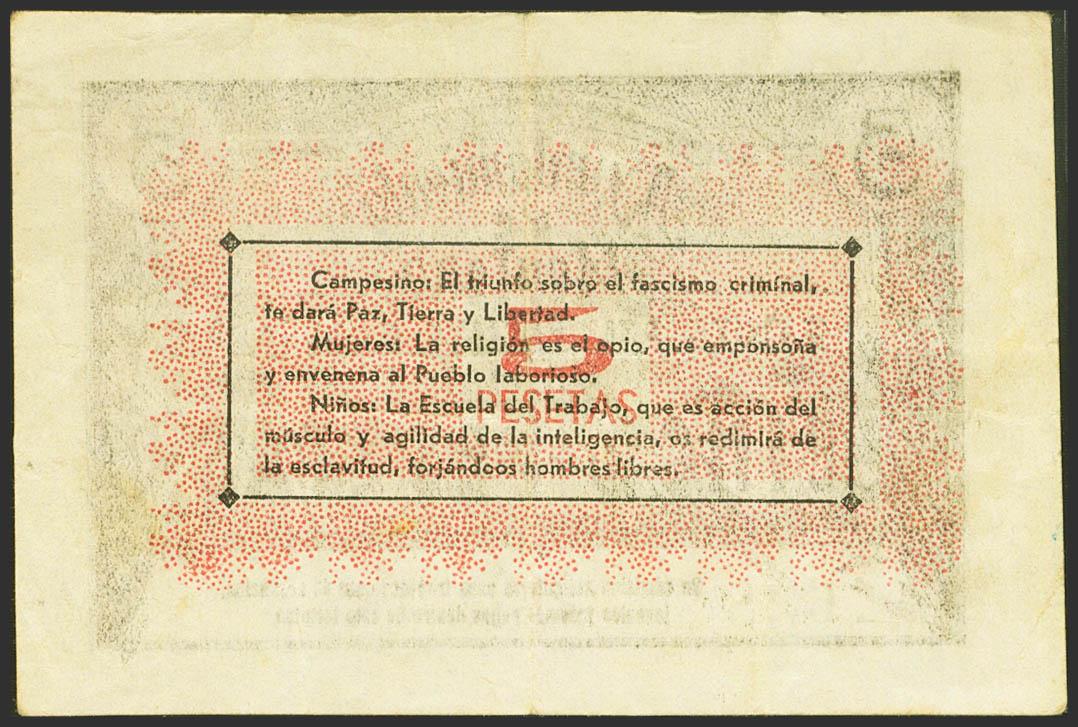 Campesino: El triunfo sobre el fascismo criminal,
te dará Paz, Tierra y Libertad.
Mujeres: La religión es el opio, que emponsoña
y envenena al Pueblo laborioso.
Niños: La Escuela del Trabajo, que es acción del
músculo y agilidad de la inteligencia, os redimirá de
la esclavitud, forjándoos hombres libres.
5
PESETAS